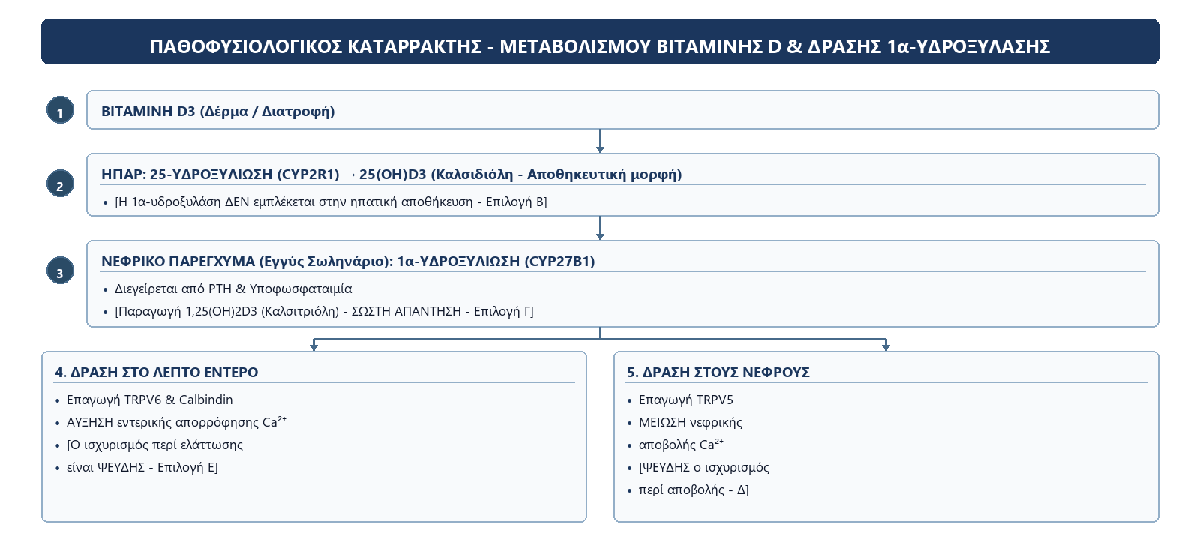 ΠΑΘΟΦΥΣΙΟΛΟΓΙΚΟΣ ΚΑΤΑΡΡΑΚΤΗΣ - ΜΕΤΑΒΟΛΙΣΜΟΥ ΒΙΤΑΜΙΝΗΣ D & ΔΡΑΣΗΣ 1α-ΥΔΡΟΞΥΛΑΣΗΣ
1
ΒΙΤΑΜΙΝΗ D3 (Δέρμα / Διατροφή)
2
ΗΠΑΡ: 25-ΥΔΡΟΞΥΛΙΩΣΗ (CYP2R1) → 25(OH)D3 (Καλσιδιόλη - Αποθηκευτική μορφή)
• [Η 1α-υδροξυλάση ΔΕΝ εμπλέκεται στην ηπατική αποθήκευση - Επιλογή Β]
3
ΝΕΦΡΙΚΟ ΠΑΡΕΓΧΥΜΑ (Εγγύς Σωληνάριο): 1α-ΥΔΡΟΞΥΛΙΩΣΗ (CYP27B1)
• Διεγείρεται από PTH & Υποφωσφαταιμία
• [Παραγωγή 1,25(OH)2D3 (Καλσιτριόλη) - ΣΩΣΤΗ ΑΠΑΝΤΗΣΗ - Επιλογή Γ]
4. ΔΡΑΣΗ ΣΤΟ ΛΕΠΤΟ ΕΝΤΕΡΟ
• Επαγωγή TRPV6 & Calbindin
• ΑΥΞΗΣΗ εντερικής απορρόφησης Ca²⁺
• [Ο ισχυρισμός περί ελάττωσης
• είναι ΨΕΥΔΗΣ - Επιλογή Ε]
5. ΔΡΑΣΗ ΣΤΟΥΣ ΝΕΦΡΟΥΣ
• Επαγωγή TRPV5
• ΜΕΙΩΣΗ νεφρικής
• αποβολής Ca²⁺
• [ΨΕΥΔΗΣ ο ισχυρισμός
• περί αποβολής - Δ]